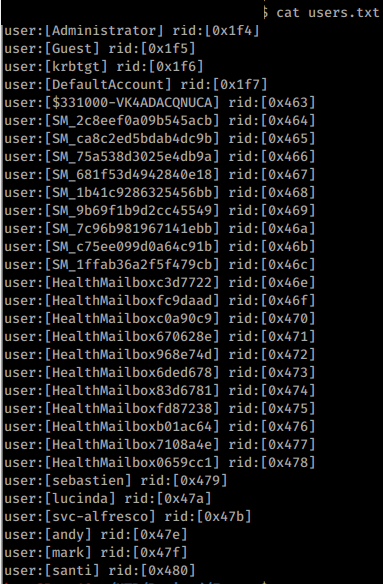 $ cat users.txt
user:[Administrator] rid:[0x1f4]
user:[Guest] rid:[0x1f5]
user:[krbtgt] rid:[0x1f6]
user:[DefaultAccount] rid:[0x1f7]
user:[$331000-VK4ADACQNUCA] rid:[0x463]
user:[SM_2c8eef0a09b545acb] rid:[0x464]
user:[SM_ca8c2ed5bdab4dc9b] rid:[0x465]
user:[SM_75a538d3025e4db9a] rid:[0x466]
user:[SM_681f53d4942840e18] rid:[0x467]
user:[SM_1b41c9286325456bb] rid:[0x468]
user:[SM_9b69f1b9d2cc45549] rid:[0x469]
user:[SM_7c96b981967141ebb] rid:[0x46a]
user:[SM_c75ee099d0a64c91b] rid:[0x46b]
user:[SM_1ffab36a2f5f479cb] rid:[0x46c]
user:[HealthMailboxc3d7722] rid:[0x46e]
user:[HealthMailboxfc9daad] rid:[0x46f]
user:[HealthMailboxc0a90c9] rid:[0x470]
user:[HealthMailbox670628e] rid:[0x471]
user:[HealthMailbox968e74d] rid:[0x472]
user:[HealthMailbox6ded678] rid:[0x473]
user:[HealthMailbox83d6781] rid:[0x474]
user:[HealthMailboxfd87238] rid:[0x475]
user:[HealthMailboxb01ac64] rid:[0x476]
user:[HealthMailbox7108a4e] rid:[0x477]
user:[HealthMailbox0659cc1] rid:[0x478]
user:[sebastien] rid:[0x479]
user:[lucinda] rid:[0x47a]
user:[svc-alfresco] rid:[0x47b]
user:[andy] rid:[0x47e]
user:[mark] rid:[0x47f]
user:[santi] rid:[0x480]